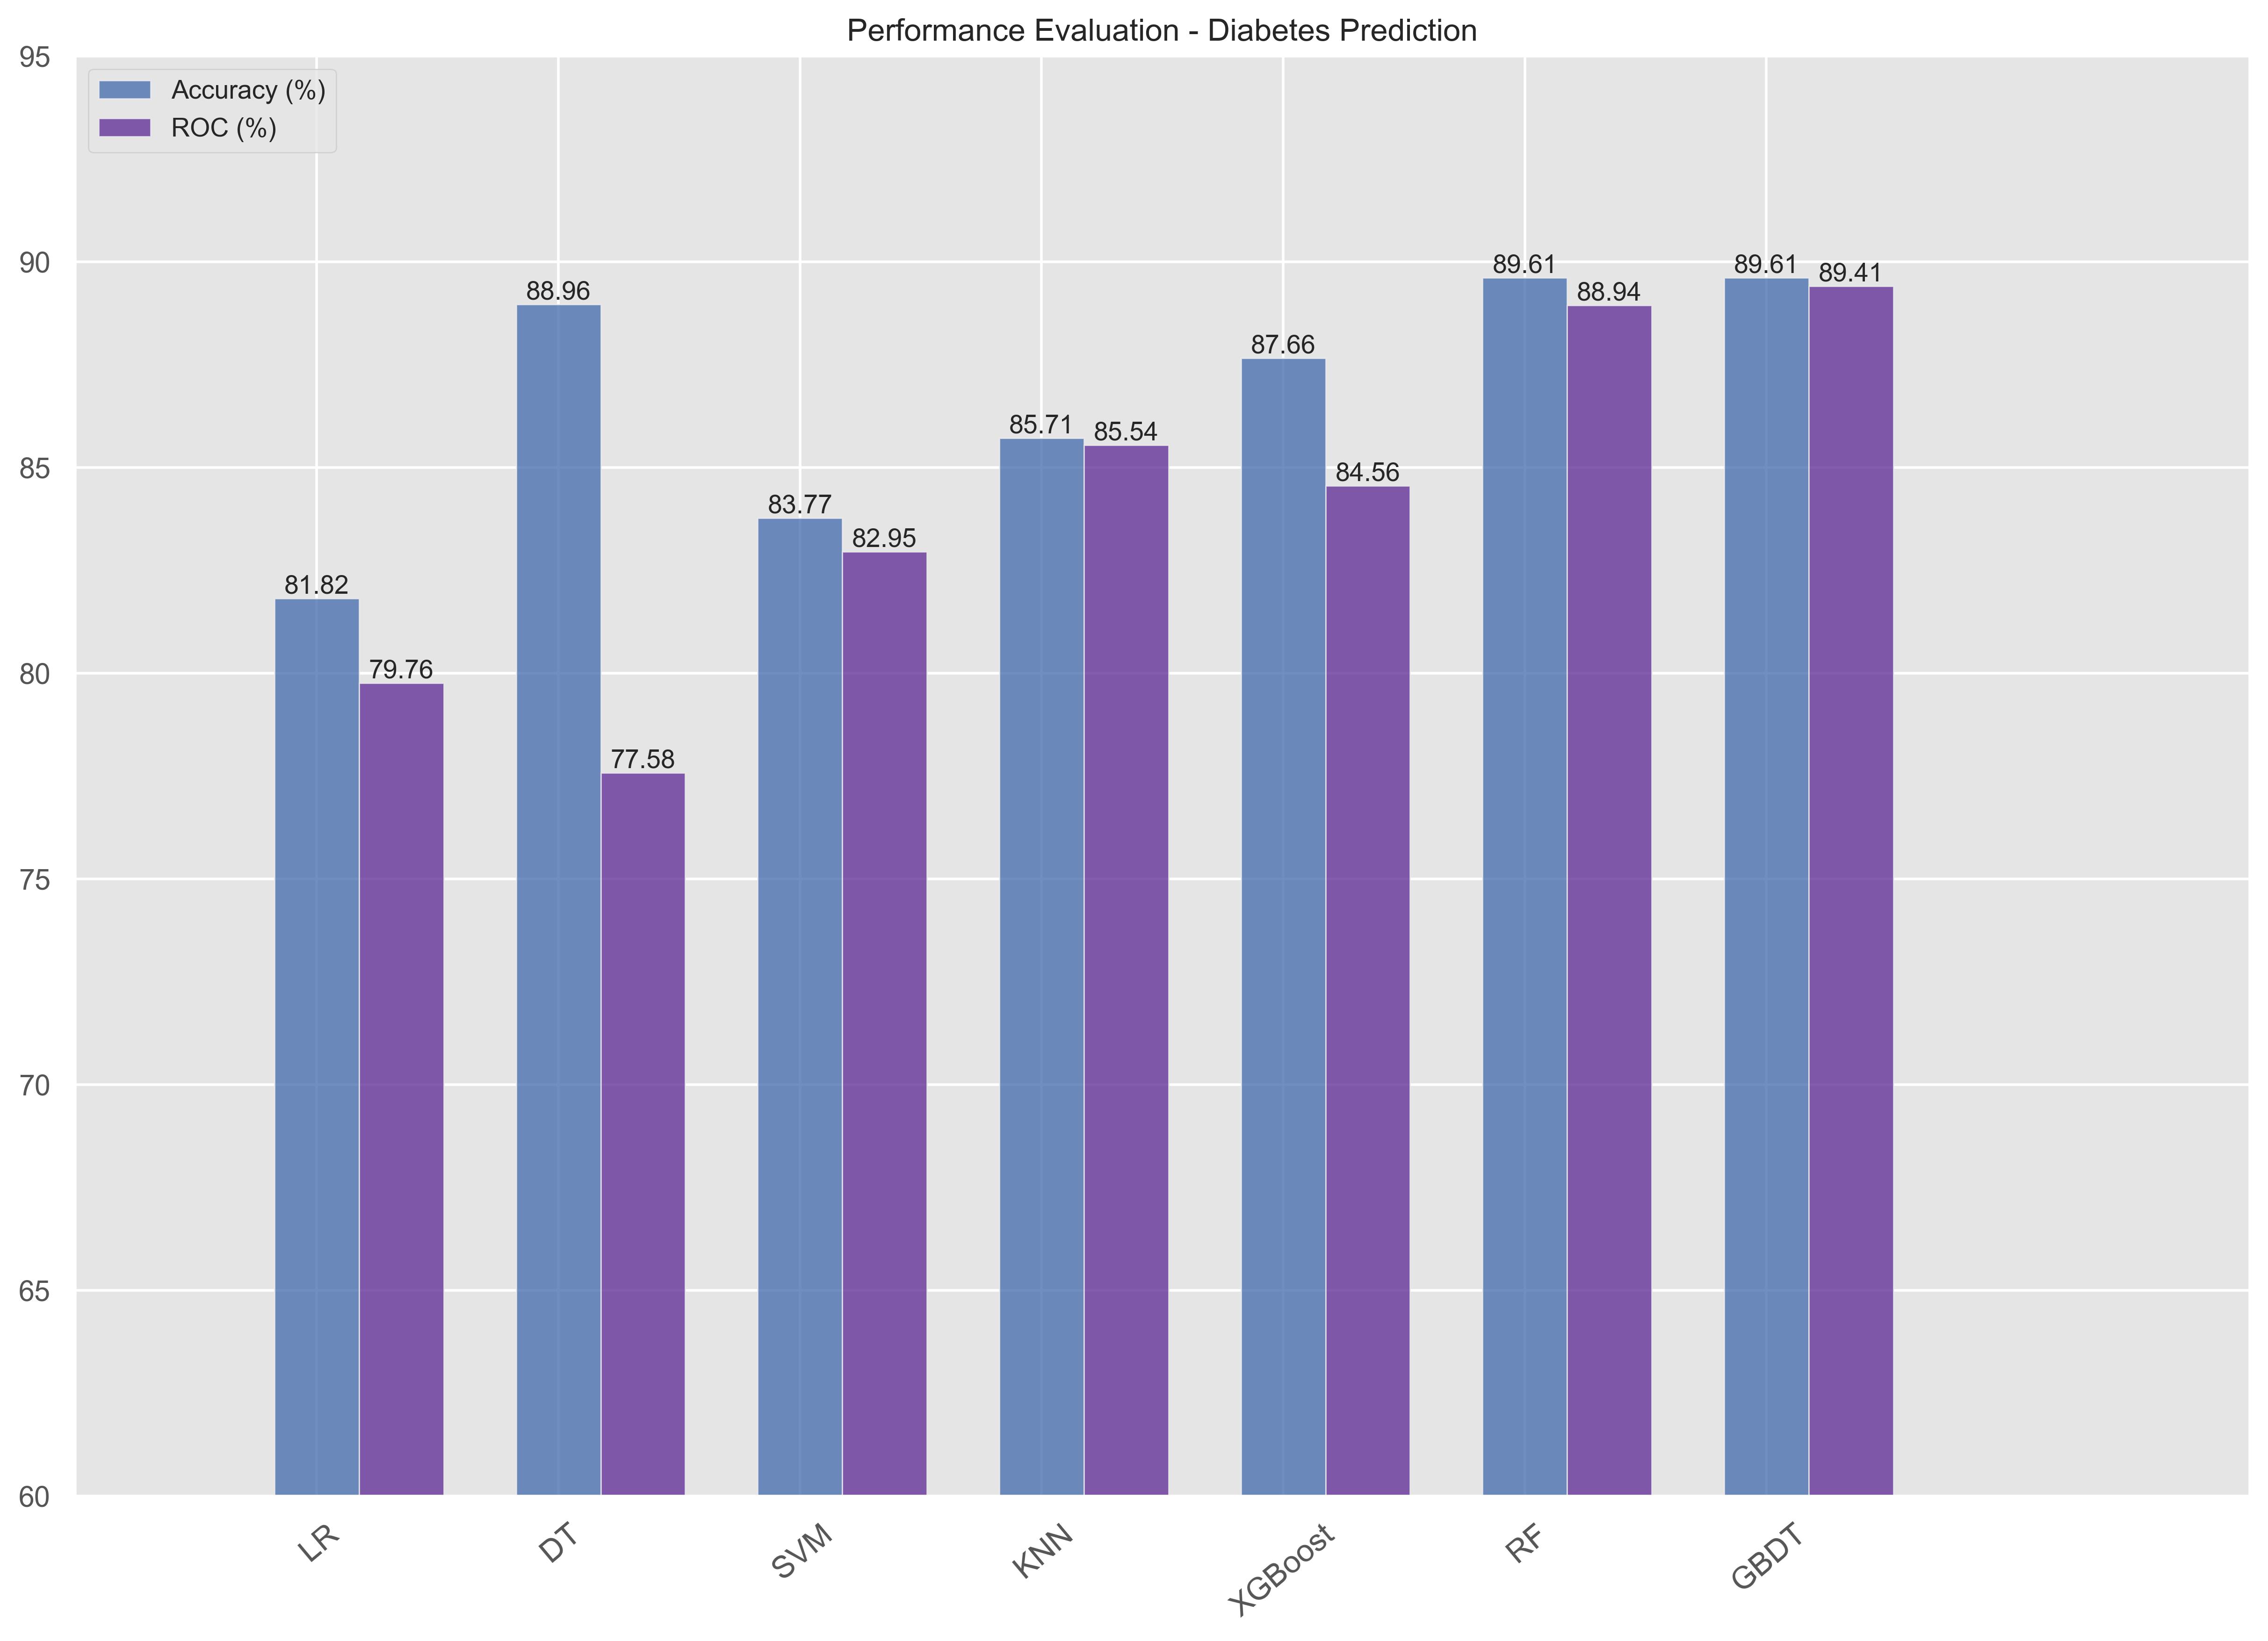 Performance Evaluation - Diabetes Prediction
95
90
85
80
75
70
65
60
Accuracy (%)
ROC (%)
81.82
79.76
88.96
77.58
83.77
82.95
85.71
85.54
87.66
84.56
89.61
88.94
89.61
89.41
LR
DT
SVM
KNN
XGBoost
RF
GBDT